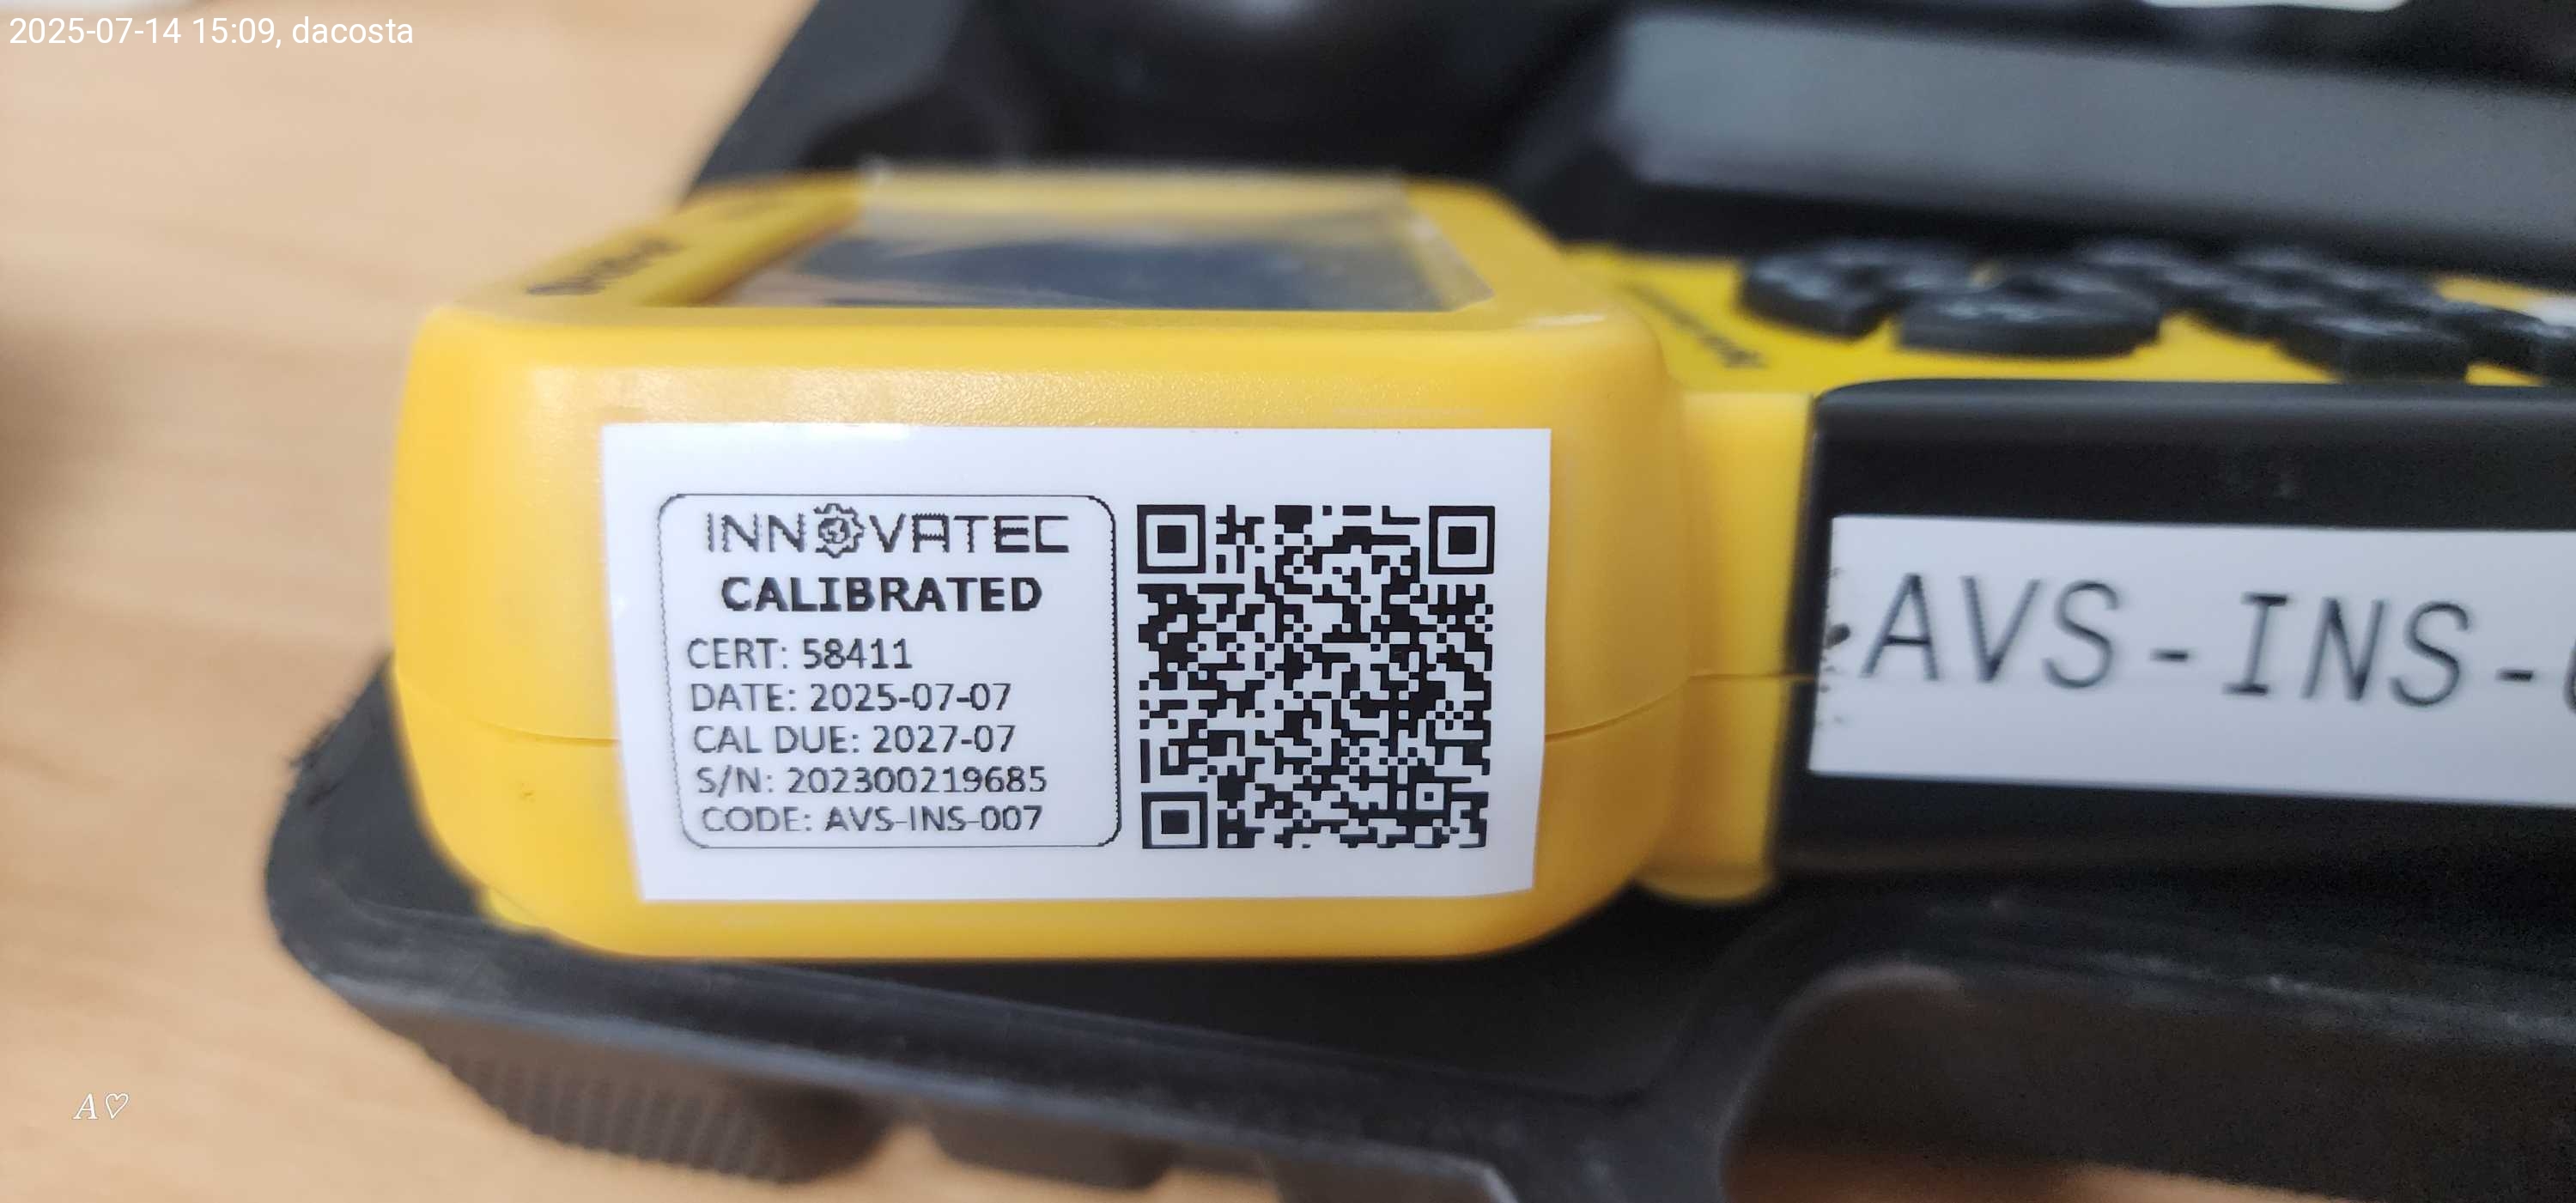 2025-07-14 15:09, dacosta
INNOVATEC
CALIBRATED
CERT: 58411
DATE: 2025-07-07
CAL DUE: 2027-07
S/N: 202300219685
CODE: AVS-INS-007
AVS-INS-
A♡